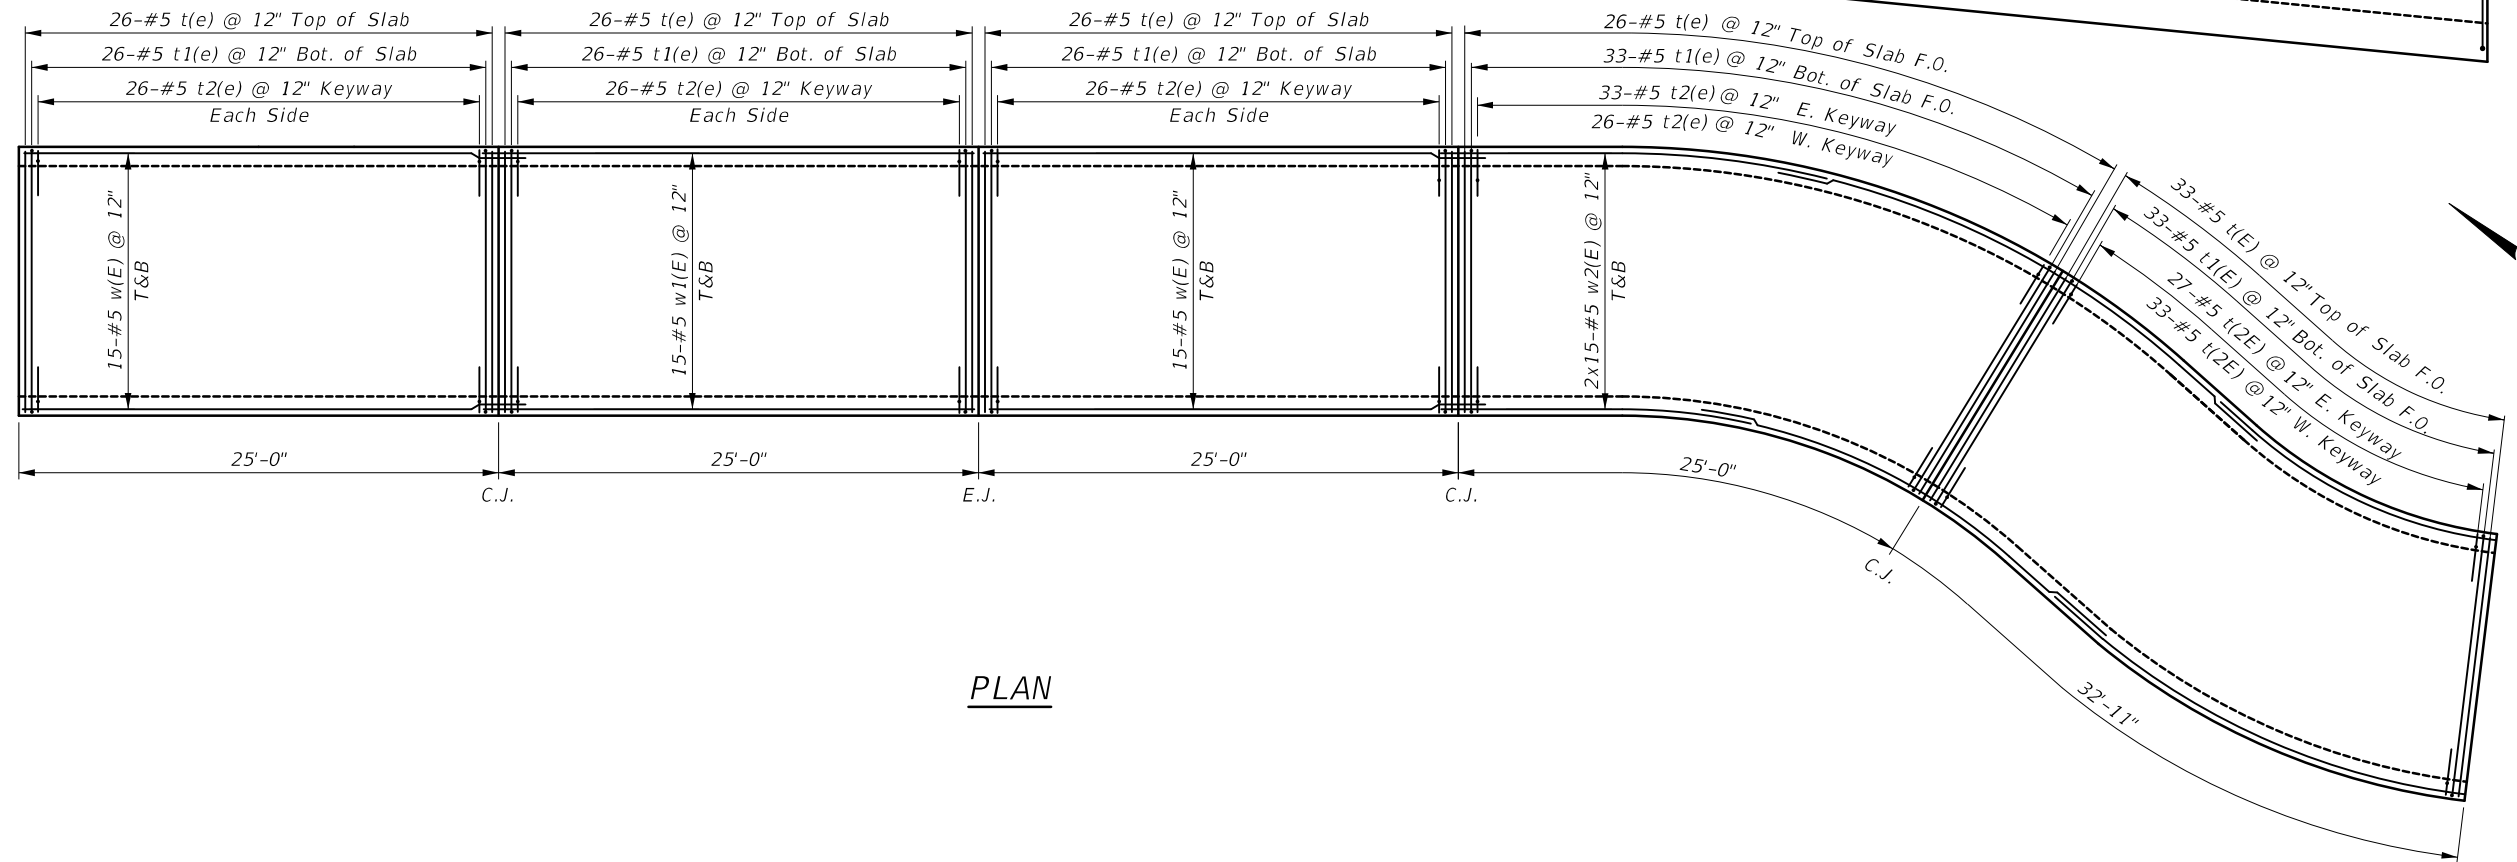 26-#5 t(e) @ 12" Top of Slab
26-#5 t1(e) @ 12" Bot. of Slab
26-#5 t2(e) @ 12" Keyway
Each Side
26-#5 t(e) @ 12" Top of Slab
26-#5 t1(e) @ 12" Bot. of Slab
26-#5 t2(e) @ 12" Keyway
Each Side
26-#5 t(e) @ 12" Top of Slab
26-#5 t1(e) @ 12" Bot. of Slab
26-#5 t2(e) @ 12" Keyway
Each Side
26-#5 t(e) @ 12" Top of Slab F.O.
33-#5 t1(e) @ 12" Bot. of Slab F.O.
33-#5 t2(e) @ 12" E. Keyway
26-#5 t2(e) @ 12" W. Keyway
33-#5 t(E) @ 12" Top of Slab F.O.
33-#5 t1(E) @ 12" Bot. of Slab F.O.
27-#5 t(2E) @ 12" E. Keyway
33-#5 t(2E) @ 12" W. Keyway
15-#5 w(E) @ 12"
T&B
15-#5 w1(E) @ 12"
T&B
15-#5 w(E) @ 12"
T&B
2x15-#5 w2(E) @ 12"
T&B
25'-0"
25'-0"
25'-0"
25'-0"
C.J.
E.J.
C.J.
C.J.
32'-11"
PLAN